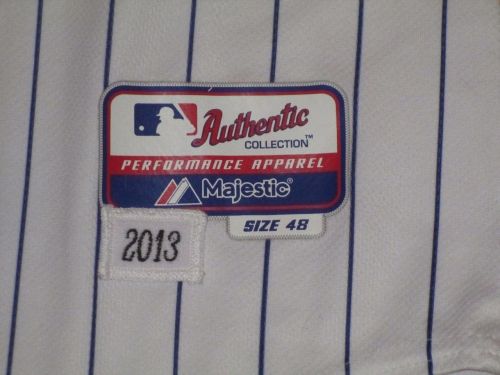 Authentic
COLLECTION™
PERFORMANCE APPAREL
Majestic®
SIZE 48
2013